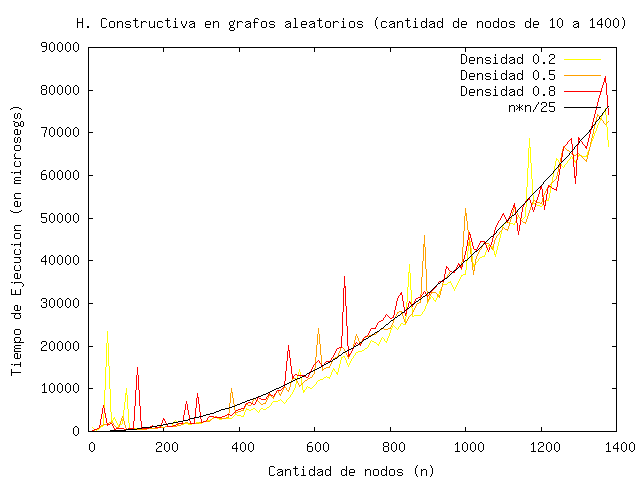 H. Constructiva en grafos aleatorios (cantidad de nodos de 10 a 1400)
90000
80000
70000
60000
50000
40000
30000
20000
10000
0
Tiempo de Ejecucion (en microsegs)
Densidad 0.2
Densidad 0.5
Densidad 0.8
n*n/25
0 200 400 600 800 1000 1200 1400
Cantidad de nodos (n)